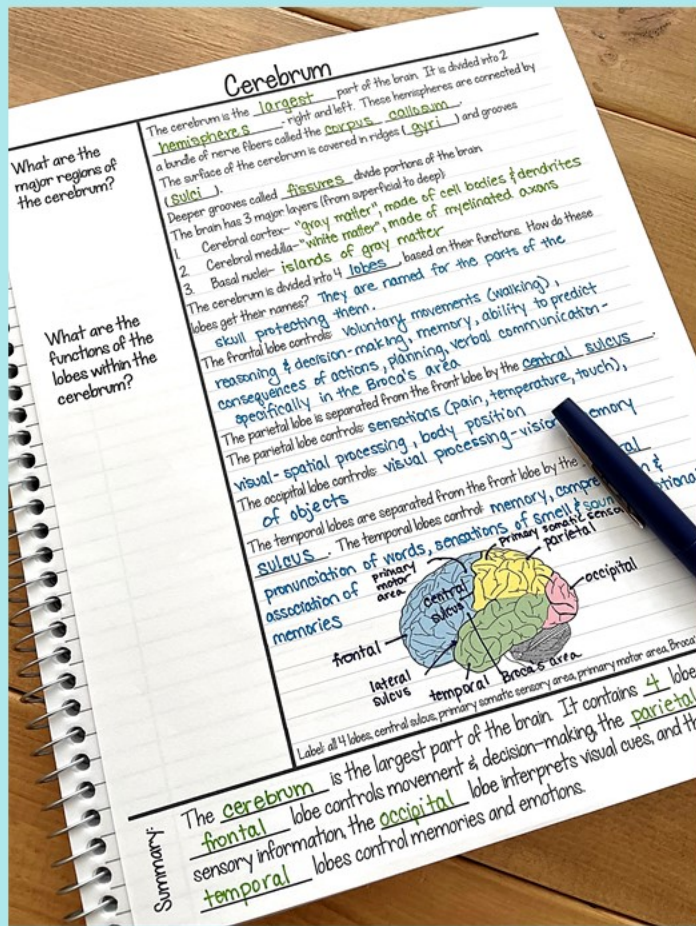 Cerebrum
What are the
major regions of
the cerebrum?
The cerebrum is the largest part of the brain. It is divided into 2
hemispheres - right and left. These hemispheres are connected by
a bundle of nerve fibers called the corpus callosum.
The surface of the cerebrum is covered in ridges (gyri) and grooves
(sulci).
Deeper grooves called fissures divide portions of the brain.
The brain has 3 major layers (from superficial to deep)
1. Cerebral cortex- "gray matter", made of cell bodies & dendrites
2. Cerebral medulla- "white matter", made of myelinated axons
3. Basal nuclei- islands of gray matter
The cerebrum is divided into 4 lobes, based on their functions. How do these
lobes get their names? They are named for the parts of the
skull protecting them.
What are the
functions of the
lobes within the
cerebrum?
The frontal lobe controls: voluntary movements (walking),
reasoning & decision-making, memory, ability to predict
consequences of actions, planning, verbal communication-
specifically in the Broca's area
The parietal lobe is separated from the front lobe by the central sulcus.
The parietal lobe controls: sensations (pain, temperature, touch),
visual-spatial processing, body position
The occipital lobe controls: visual processing-vision
of objects
The temporal lobes are separated from the front lobe by the
sulcus. The temporal lobes control: memory, &
pronunciation of words, sensations of smell &
association of
memories
primary
motor
area
primary somatic
parietal
central
sulcus
occipital
frontal
lateral
sulcus
temporal
Broca's area
Label: all 4 lobes, central sulcus, primary somatic sensory area, primary motor area, Broca's
Summary:
The cerebrum is the largest part of the brain. It contains 4
frontal lobe controls movement & decision-making, the parietal
sensory information, the occipital lobe interprets visual cues, and
temporal lobes control memories and emotions.